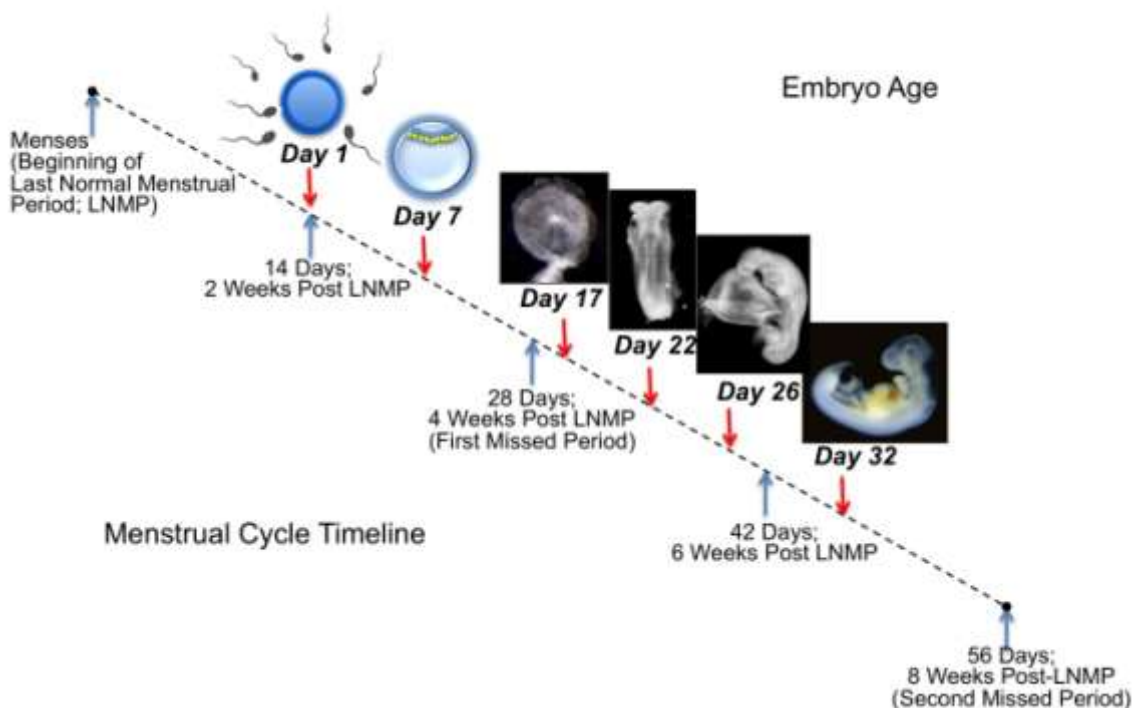 Embryo Age
Menses
(Beginning of
Last Normal Menstrual
Period; LNMP)
Day 1
Day 7
14 Days;
2 Weeks Post LNMP
Day 17
Day 22
28 Days;
4 Weeks Post LNMP
(First Missed Period)
Day 26
Day 32
Menstrual Cycle Timeline
42 Days;
6 Weeks Post LNMP
56 Days;
8 Weeks Post-LNMP
(Second Missed Period)